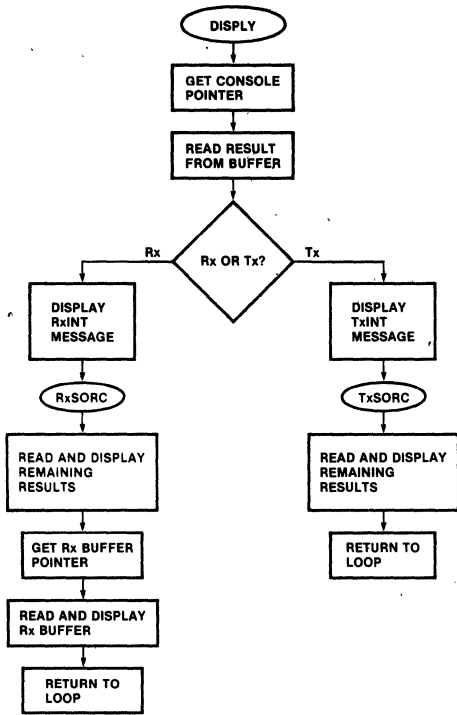 DISPLY
GET CONSOLE
POINTER
READ RESULT
FROM BUFFER
Rx OR Tx?
Rx
Tx
DISPLAY
RxINT
MESSAGE
RxSORC
READ AND DISPLAY
REMAINING
RESULTS
GET Rx BUFFER
POINTER
READ AND DISPLAY
Rx BUFFER
RETURN TO
LOOP
DISPLAY
TxINT
MESSAGE
TxSORC
READ AND DISPLAY
REMAINING
RESULTS
RETURN TO
LOOP